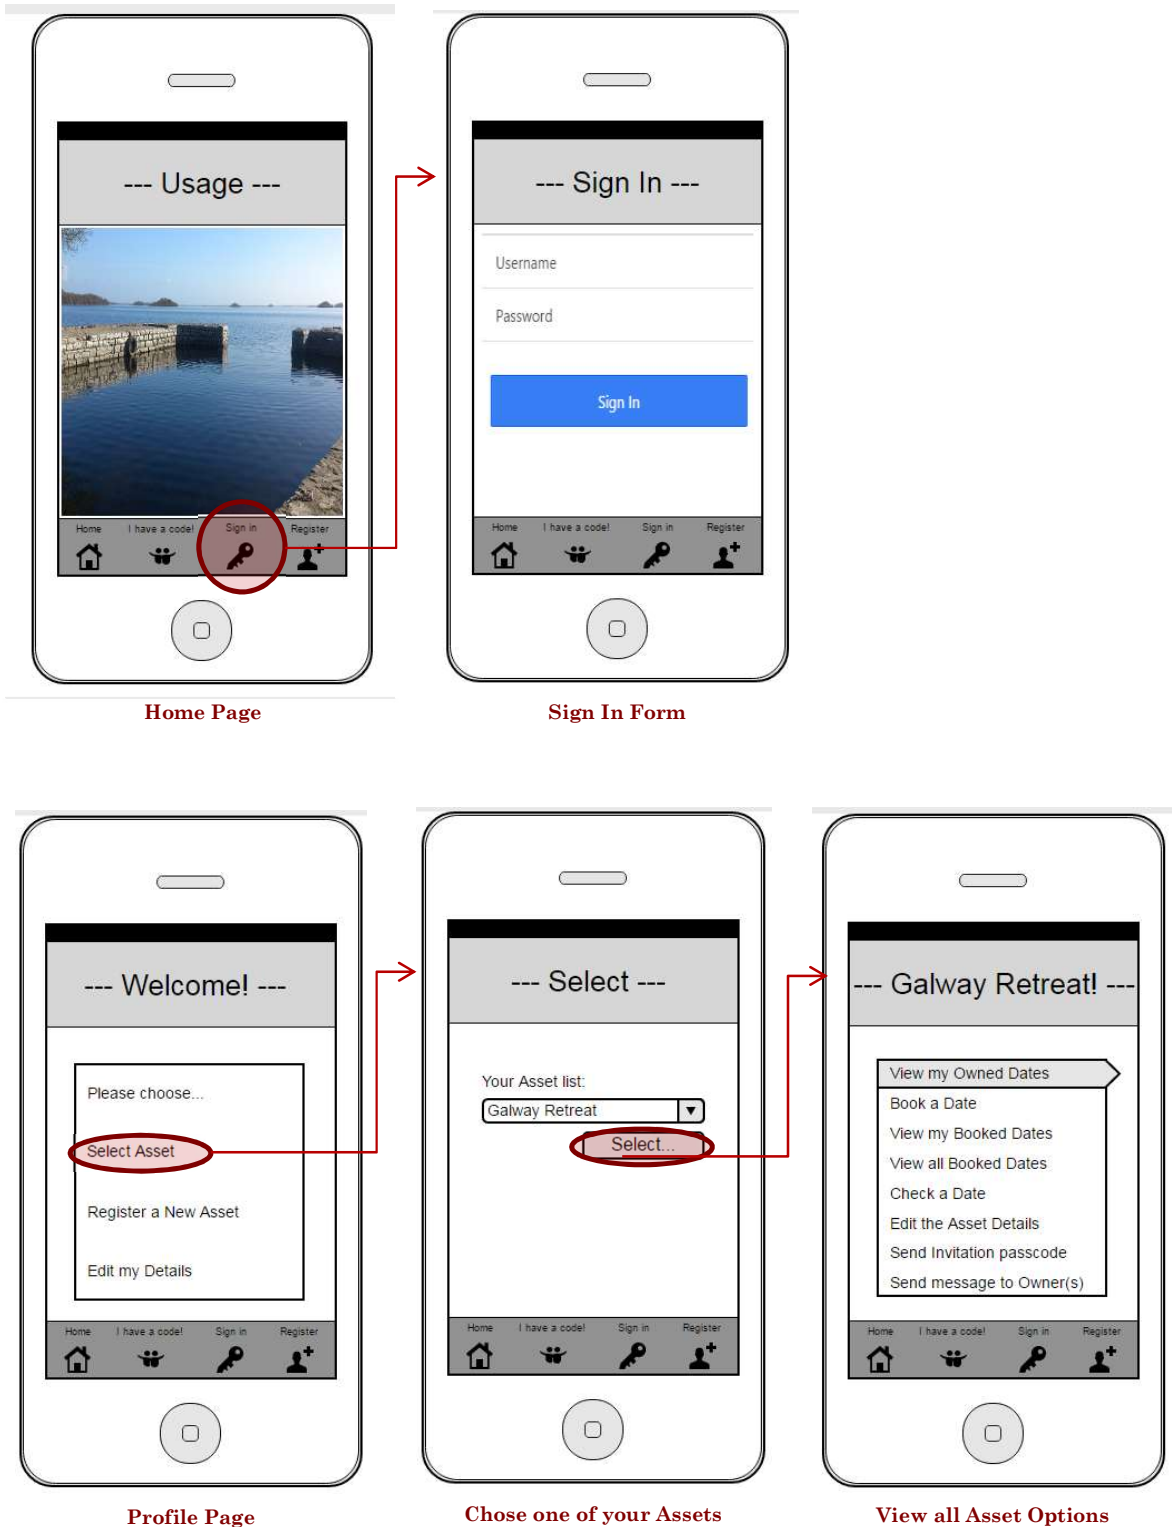 --- Usage ---
Home I have a code! Sign in Register
Home Page
--- Sign In ---
Username
Password
Sign In
Home I have a code! Sign in Register
Sign In Form
--- Welcome! ---
Please choose...
Select Asset
Register a New Asset
Edit my Details
Home I have a code! Sign in Register
Profile Page
--- Select ---
Your Asset list:
Galway Retreat
Select...
Home I have a code! Sign in Register
Chose one of your Assets
--- Galway Retreat! ---
View my Owned Dates
Book a Date
View my Booked Dates
View all Booked Dates
Check a Date
Edit the Asset Details
Send Invitation passcode
Send message to Owner(s)
Home I have a code! Sign in Register
View all Asset Options